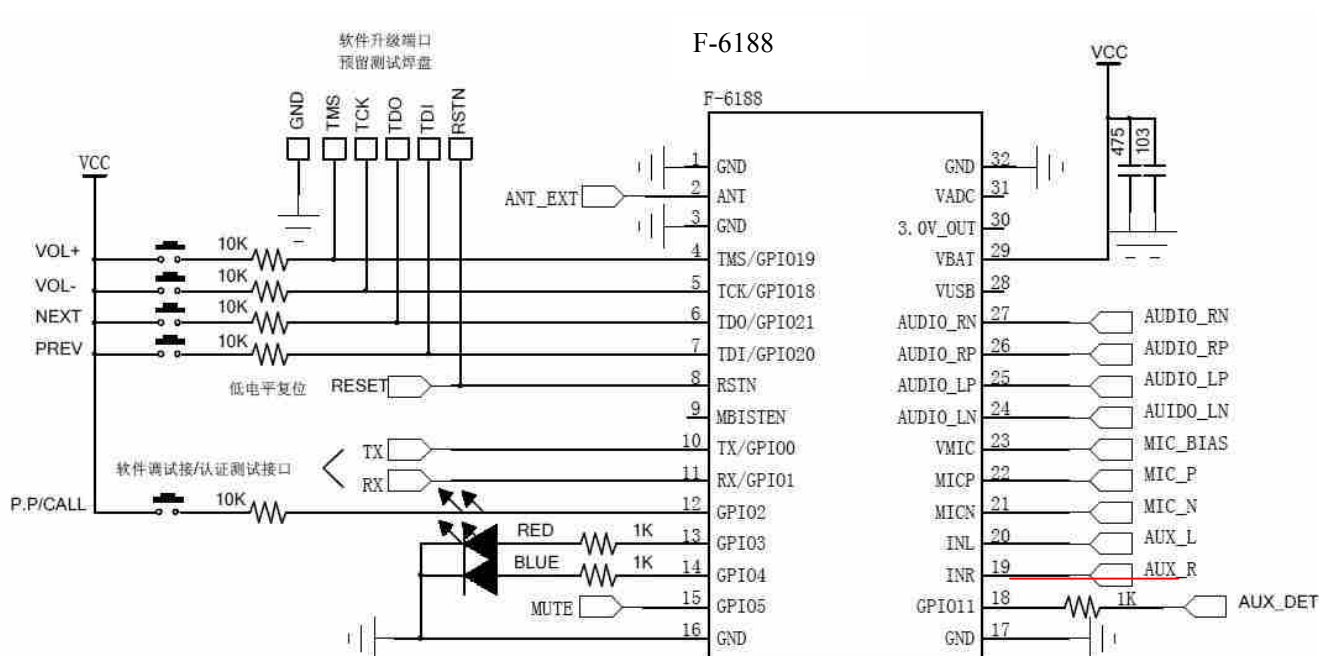 软件升级端口
预留测试焊盘
F-6188
VCC
GND
TMS
TCK
TDO
TDI
RSTN
F-6188
475
103
VCC
1 GND
GND 32
ANT_EXT
2 ANT
VADC 31
3 GND
3.0V_OUT 30
VOL+ 10K
4 TMS/GPIO19
VBAT 29
VOL- 10K
5 TCK/GPIO18
VUSB 28
NEXT 10K
6 TDO/GPIO21
AUDIO_RN 27 AUDIO_RN
PREV 10K
7 TDI/GPIO20
AUDIO_RP 26 AUDIO_RP
低电平复位 RESET
8 RSTN
AUDIO_LP 25 AUDIO_LP
9 MBISTEN
AUDIO_LN 24 AUIDO_LN
TX
10 TX/GPIO0
VMIC 23 MIC_BIAS
软件调试接/认证测试接口
RX
11 RX/GPIO1
MICP 22 MIC_P
P.P/CALL 10K
12 GPIO2
MICN 21 MIC_N
RED 1K
13 GPIO3
INL 20 AUX_L
BLUE 1K
14 GPIO4
INR 19 AUX_R
MUTE
15 GPIO5
GPIO11 18 1K AUX_DET
16 GND
GND 17